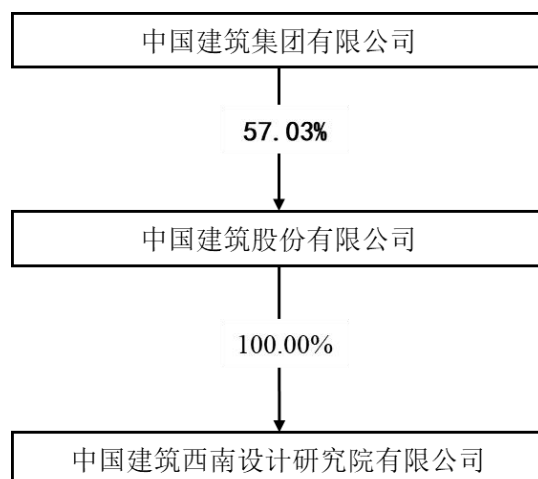 中国建筑集团有限公司
57.03%
中国建筑股份有限公司
100.00%
中国建筑西南设计研究院有限公司